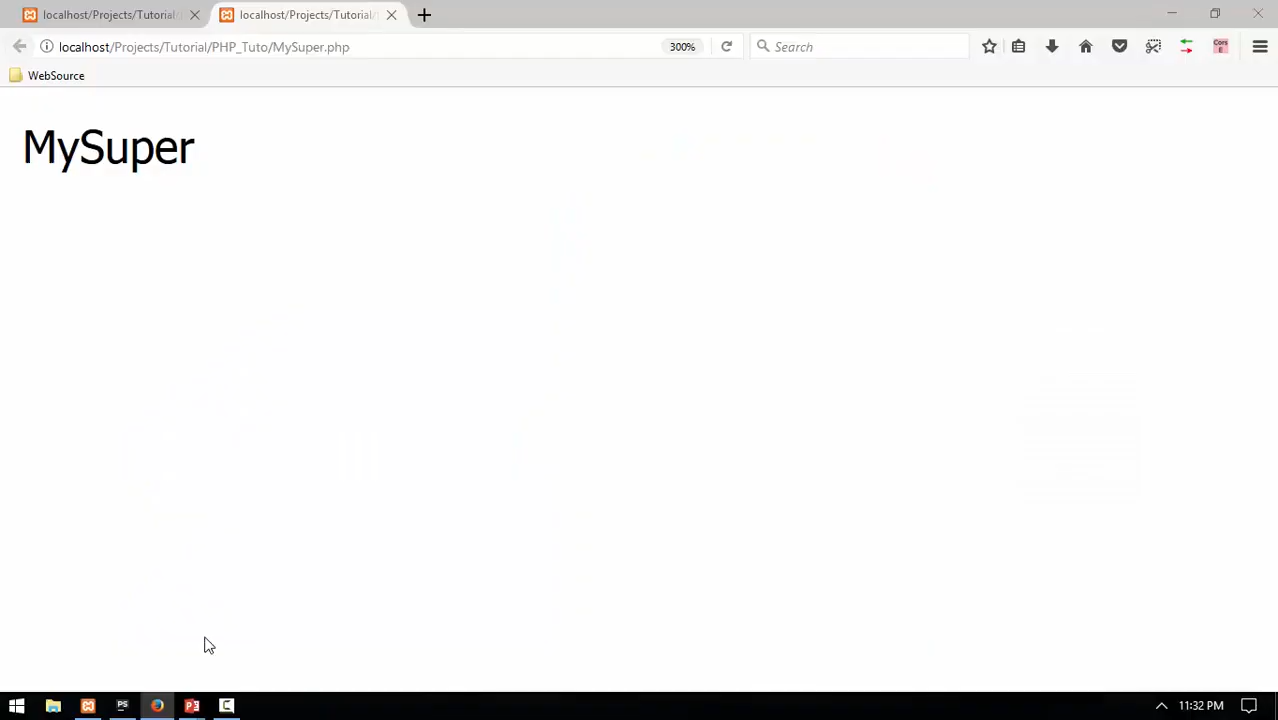 localhost/Projects/Tutorial
localhost/Projects/Tutorial/
localhost/Projects/Tutorial/PHP_Tuto/MySuper.php
300%
Search
WebSource
MySuper
PS
11:32 PM